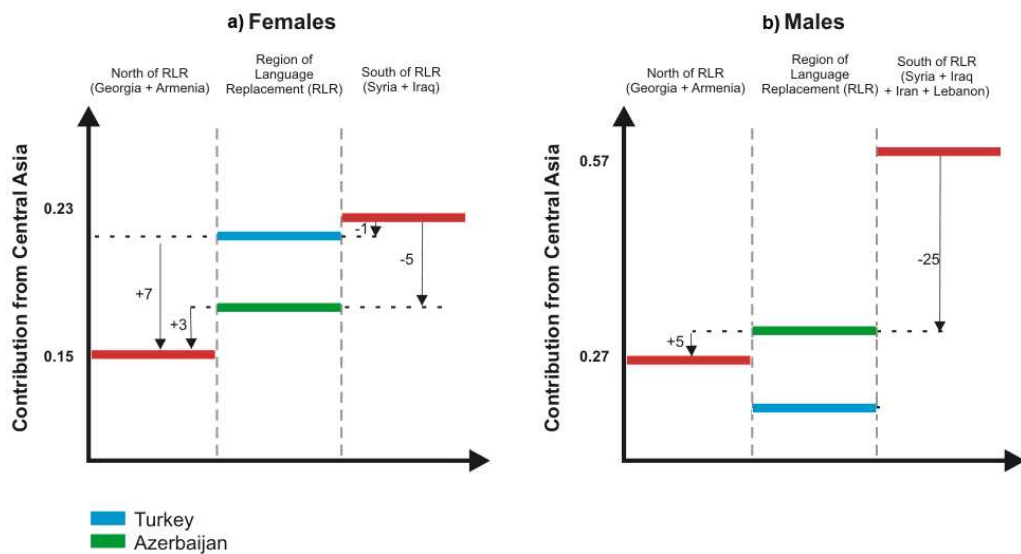 a) Females
North of RLR
(Georgia + Armenia)
Region of
Language
Replacement (RLR)
South of RLR
(Syria + Iraq)
Contribution from Central Asia
0.23
0.15
+7
+3
-1
-5
b) Males
North of RLR
(Georgia + Armenia)
Region of
Language
Replacement (RLR)
South of RLR
(Syria + Iraq
+ Iran + Lebanon)
Contribution from Central Asia
0.57
0.27
+5
-25
Turkey
Azerbaijan